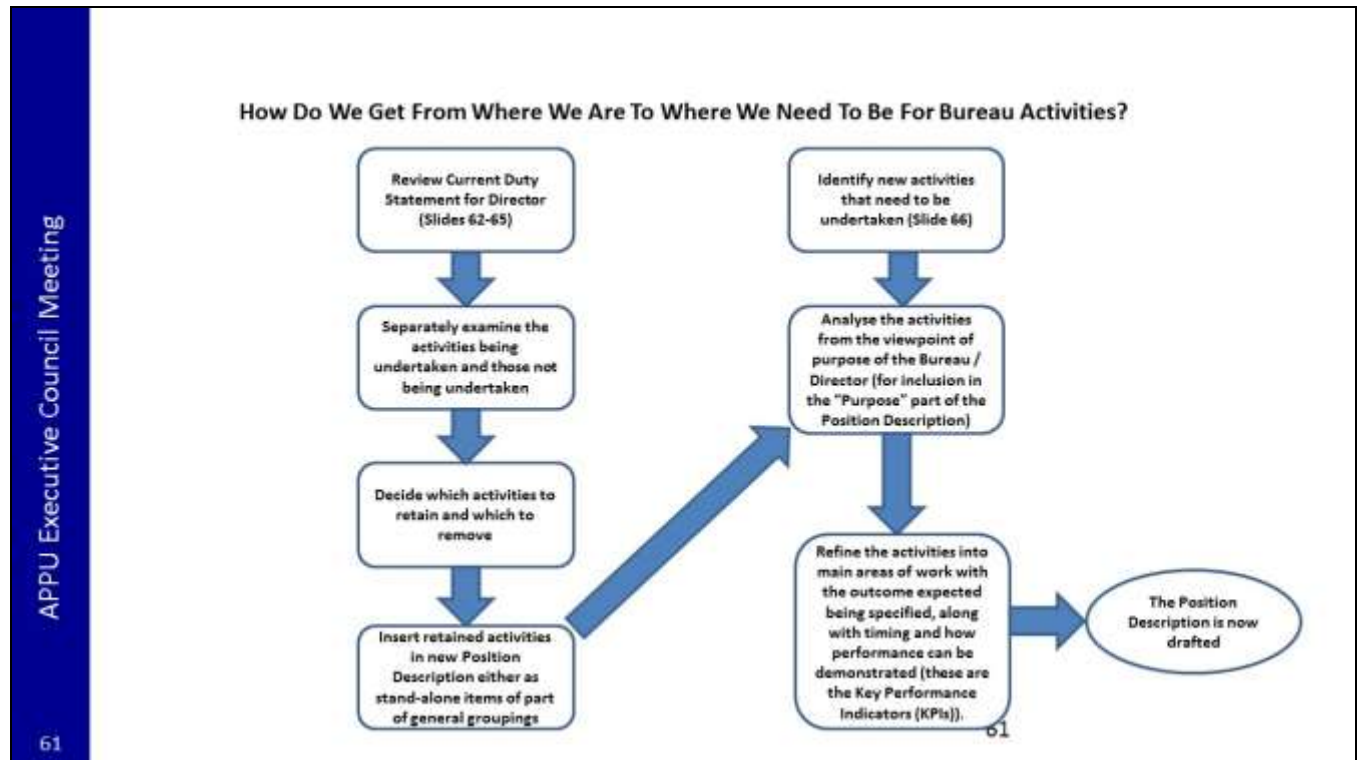 APPU Executive Council Meeting
61
How Do We Get From Where We Are To Where We Need To Be For Bureau Activities?
Review Current Duty
Statement for Director
(Slides 62-65)
Separately examine the
activities being
undertaken and those not
being undertaken
Decide which activities to
retain and which to
remove
Insert retained activities
in new Position
Description either as
stand-alone items of part
of general groupings
Identify new activities
that need to be
undertaken (Slide 66)
Analyse the activities
from the viewpoint of
purpose of the Bureau /
Director (for inclusion in
the "Purpose" part of the
Position Description)
Refine the activities into
main areas of work with
the outcome expected
being specified, along
with timing and how
performance can be
demonstrated (these are
the Key Performance
Indicators (KPIs)).
61
The Position
Description is now
drafted